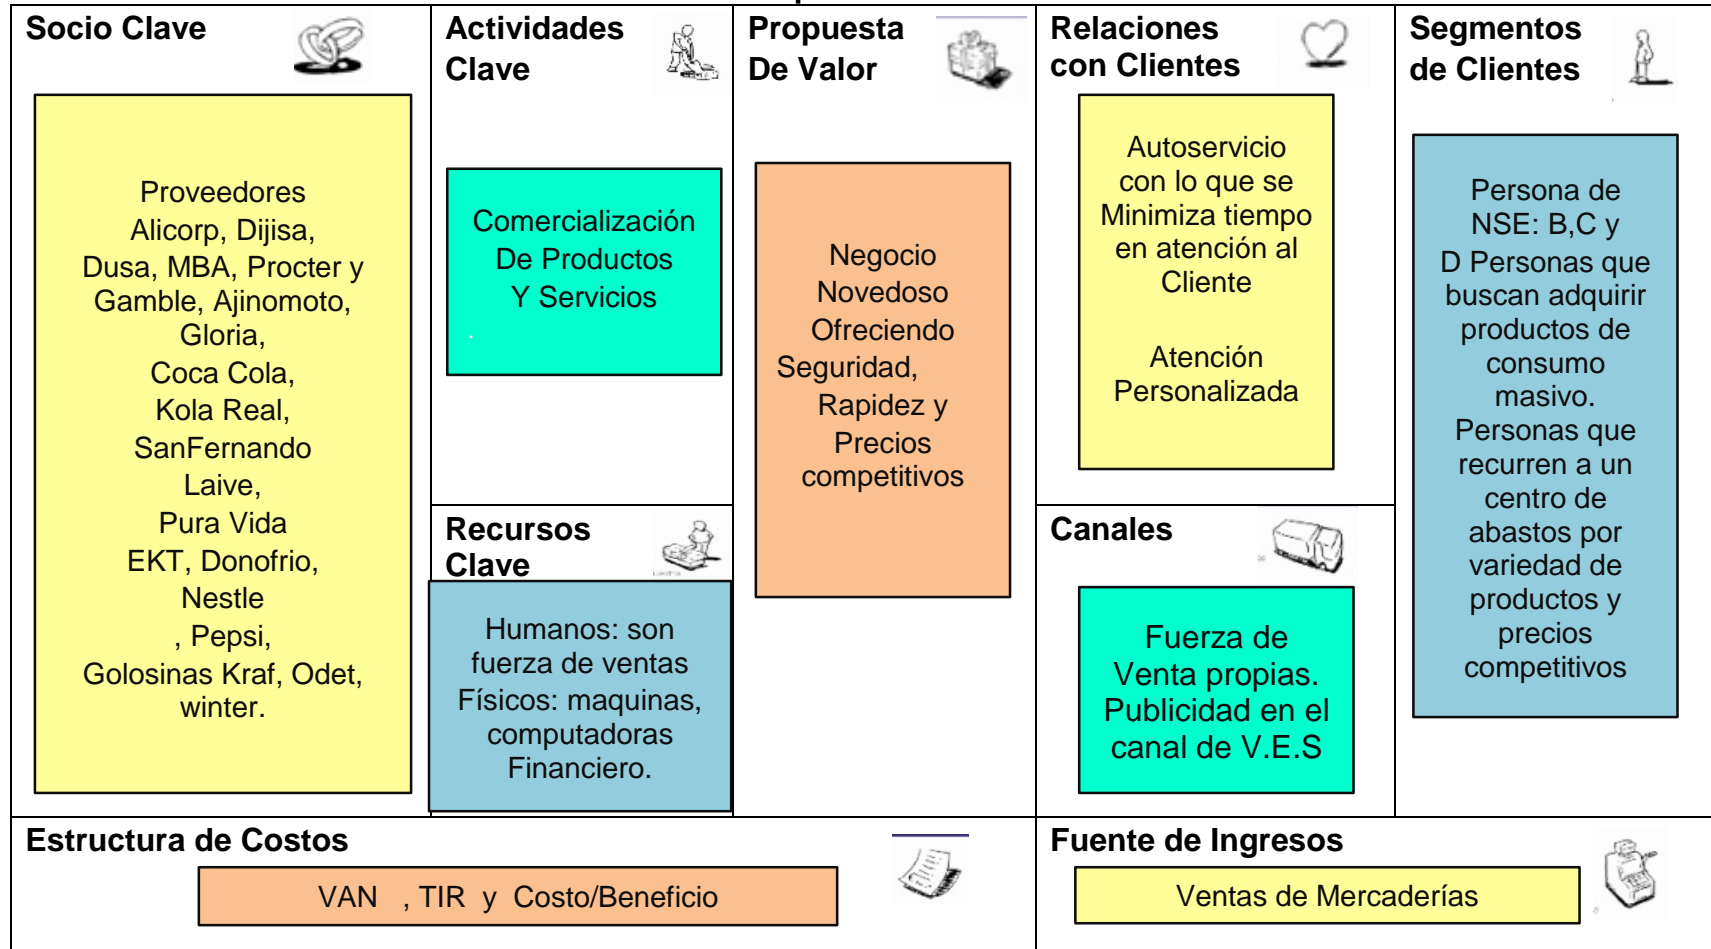 Socio Clave
Proveedores
Alicorp, Dijisa,
Dusa, MBA, Procter y
Gamble, Ajinomoto,
Gloria,
Coca Cola,
Kola Real,
SanFernando
Laive,
Pura Vida
EKT, Donofrio,
Nestle
, Pepsi,
Golosinas Kraf, Odet,
winter.
Actividades
Clave
Comercialización
De Productos
Y Servicios
.
Recursos
Clave
Humanos: son
fuerza de ventas
Físicos: maquinas,
computadoras
Financiero.
Propuesta
De Valor
Negocio
Novedoso
Ofreciendo
Seguridad,
Rapidez y
Precios
competitivos
Relaciones
con Clientes
Autoservicio
con lo que se
Minimiza tiempo
en atención al
Cliente
Atención
Personalizada
Canales
Fuerza de
Venta propias.
Publicidad en el
canal de V.E.S
Segmentos
de Clientes
Persona de
NSE: B,C y
D Personas que
buscan adquirir
productos de
consumo
masivo.
Personas que
recurren a un
centro de
abastos por
variedad de
productos y
precios
competitivos
Estructura de Costos
VAN , TIR y Costo/Beneficio
Fuente de Ingresos
Ventas de Mercaderías